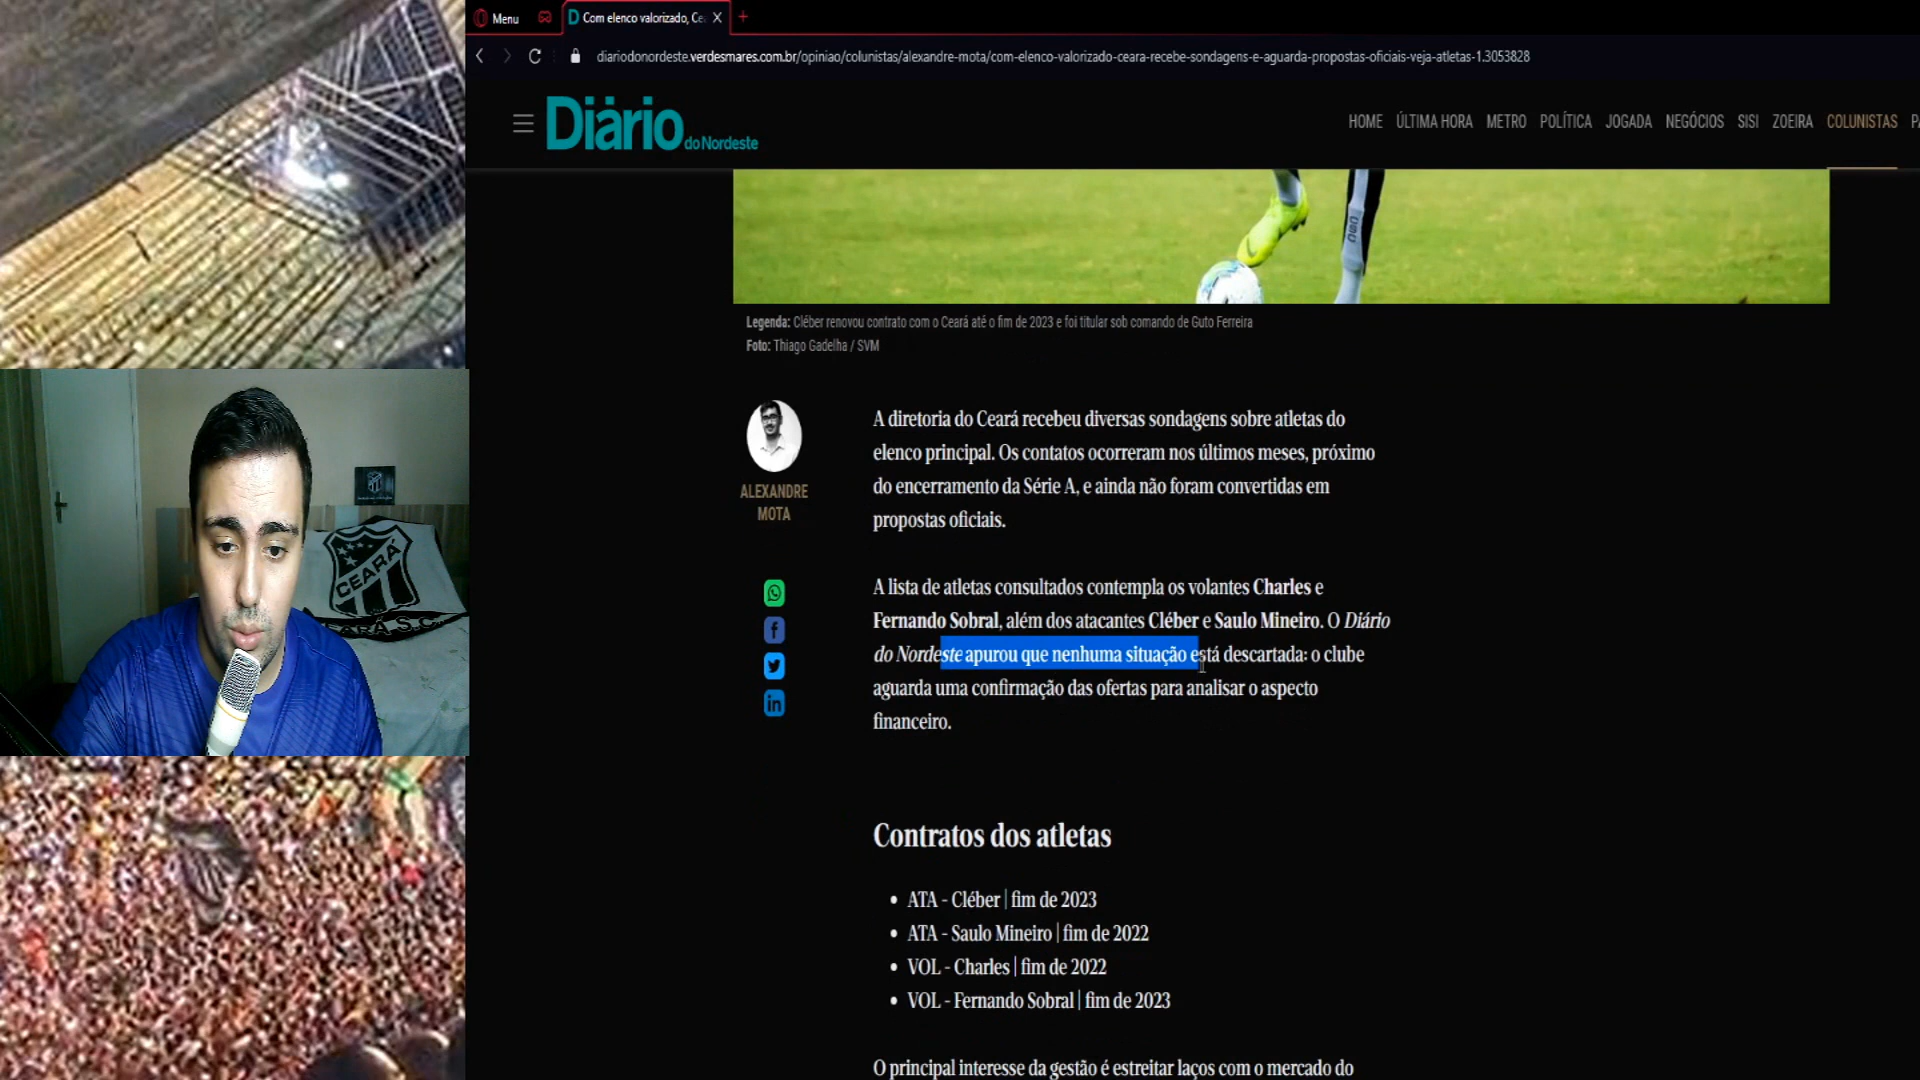 Menu
Com elenco valorizado, Ce
diariodonordeste.verdesmares.com.br/opiniao/colunistas/alexandre-mota/com-elenco-valorizado-ceara-recebe-sondagens-e-aguarda-propostas-oficiais-veja-atletas-1.3053828
Diário do Nordeste
HOME ÚLTIMA HORA METRO POLÍTICA JOGADA NEGÓCIOS SISI ZOEIRA COLUNISTAS
Legenda: Cléber renovou contrato com o Ceará até o fim de 2023 e foi titular sob comando de Guto Ferreira
Foto: Thiago Gadelha / SVM
ALEXANDRE
MOTA
A diretoria do Ceará recebeu diversas sondagens sobre atletas do
elenco principal. Os contatos ocorreram nos últimos meses, próximo
do encerramento da Série A, e ainda não foram convertidas em
propostas oficiais.
A lista de atletas consultados contempla os volantes Charles e
Fernando Sobral, além dos atacantes Cléber e Saulo Mineiro. O Diário
do Nordeste apurou que nenhuma situação está descartada: o clube
aguarda uma confirmação das ofertas para analisar o aspecto
financeiro.
Contratos dos atletas
• ATA - Cléber | fim de 2023
• ATA - Saulo Mineiro | fim de 2022
• VOL - Charles | fim de 2022
• VOL - Fernando Sobral | fim de 2023
O principal interesse da gestão é estreitar laços com o mercado do
CEARÁ
CEARÁ S.C.